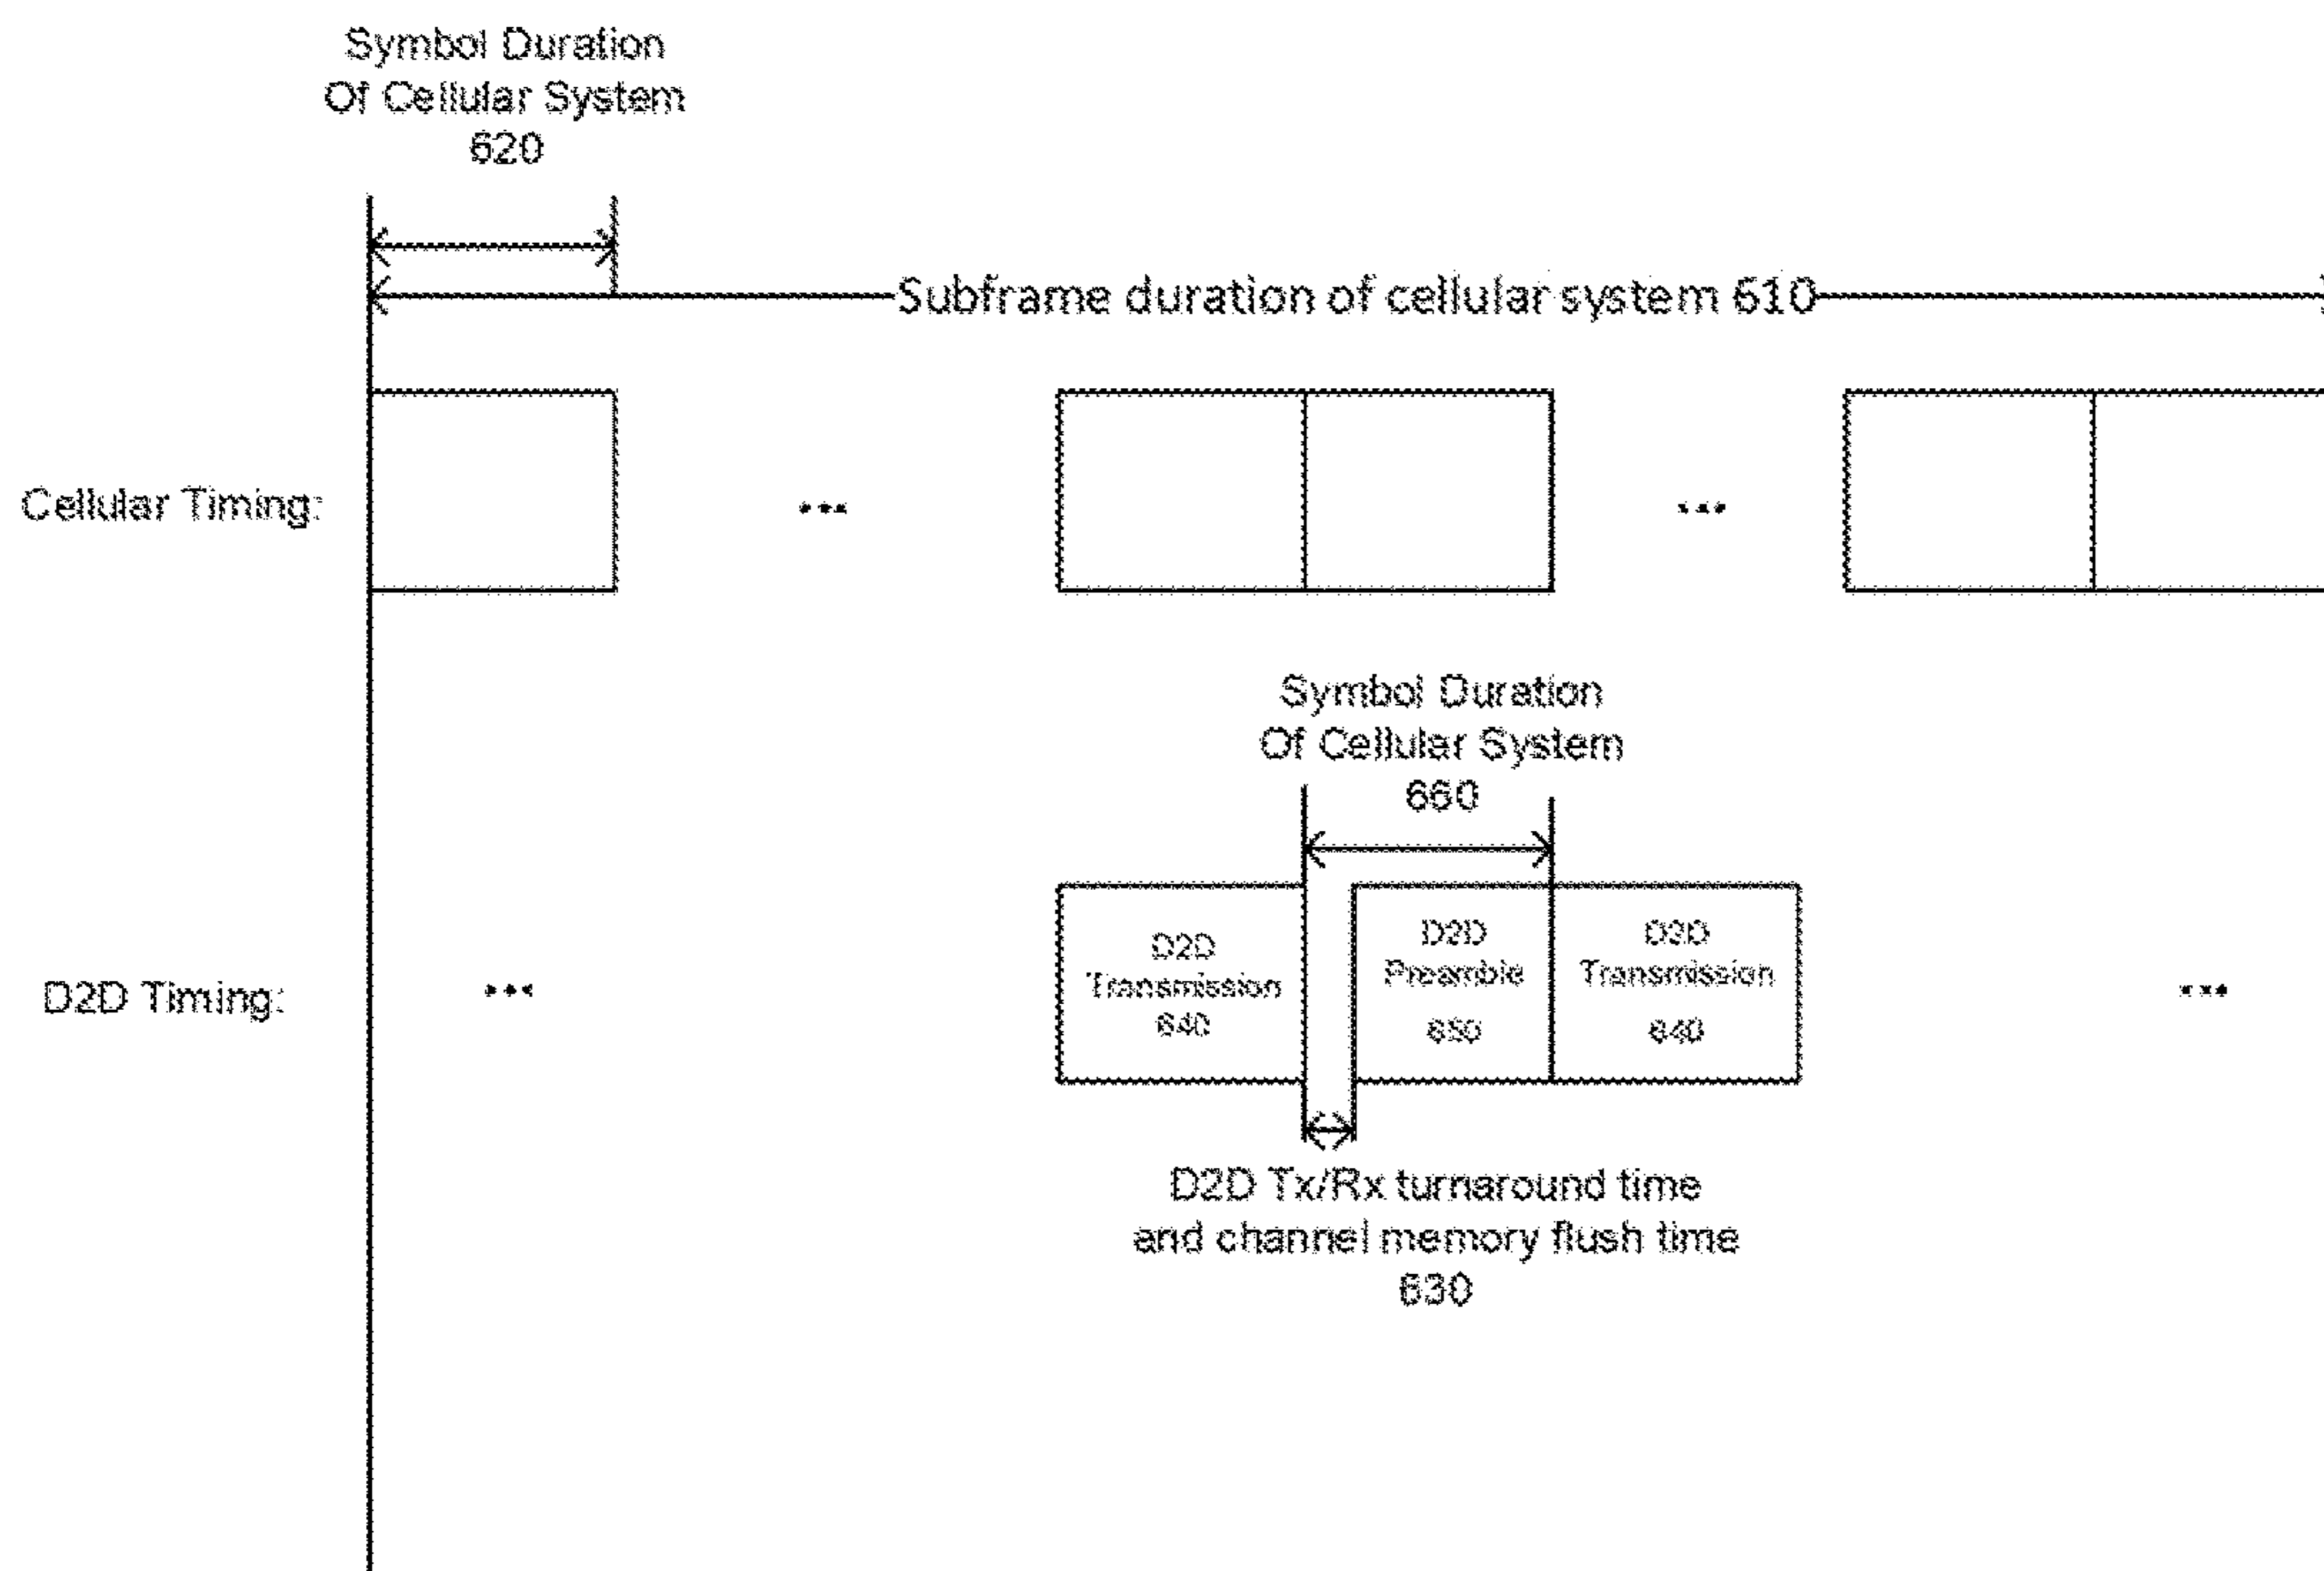 Symbol Duration
Of Cellular System
620
Subframe duration of cellular system 610
Cellular Timing:
...
...
Symbol Duration
Of Cellular System
660
D2D Timing:
...
D2D
Transmission
640
D2D
Preamble
650
D2D
Transmission
640
...
D2D Tx/Rx turnaround time
and channel memory flush time
630